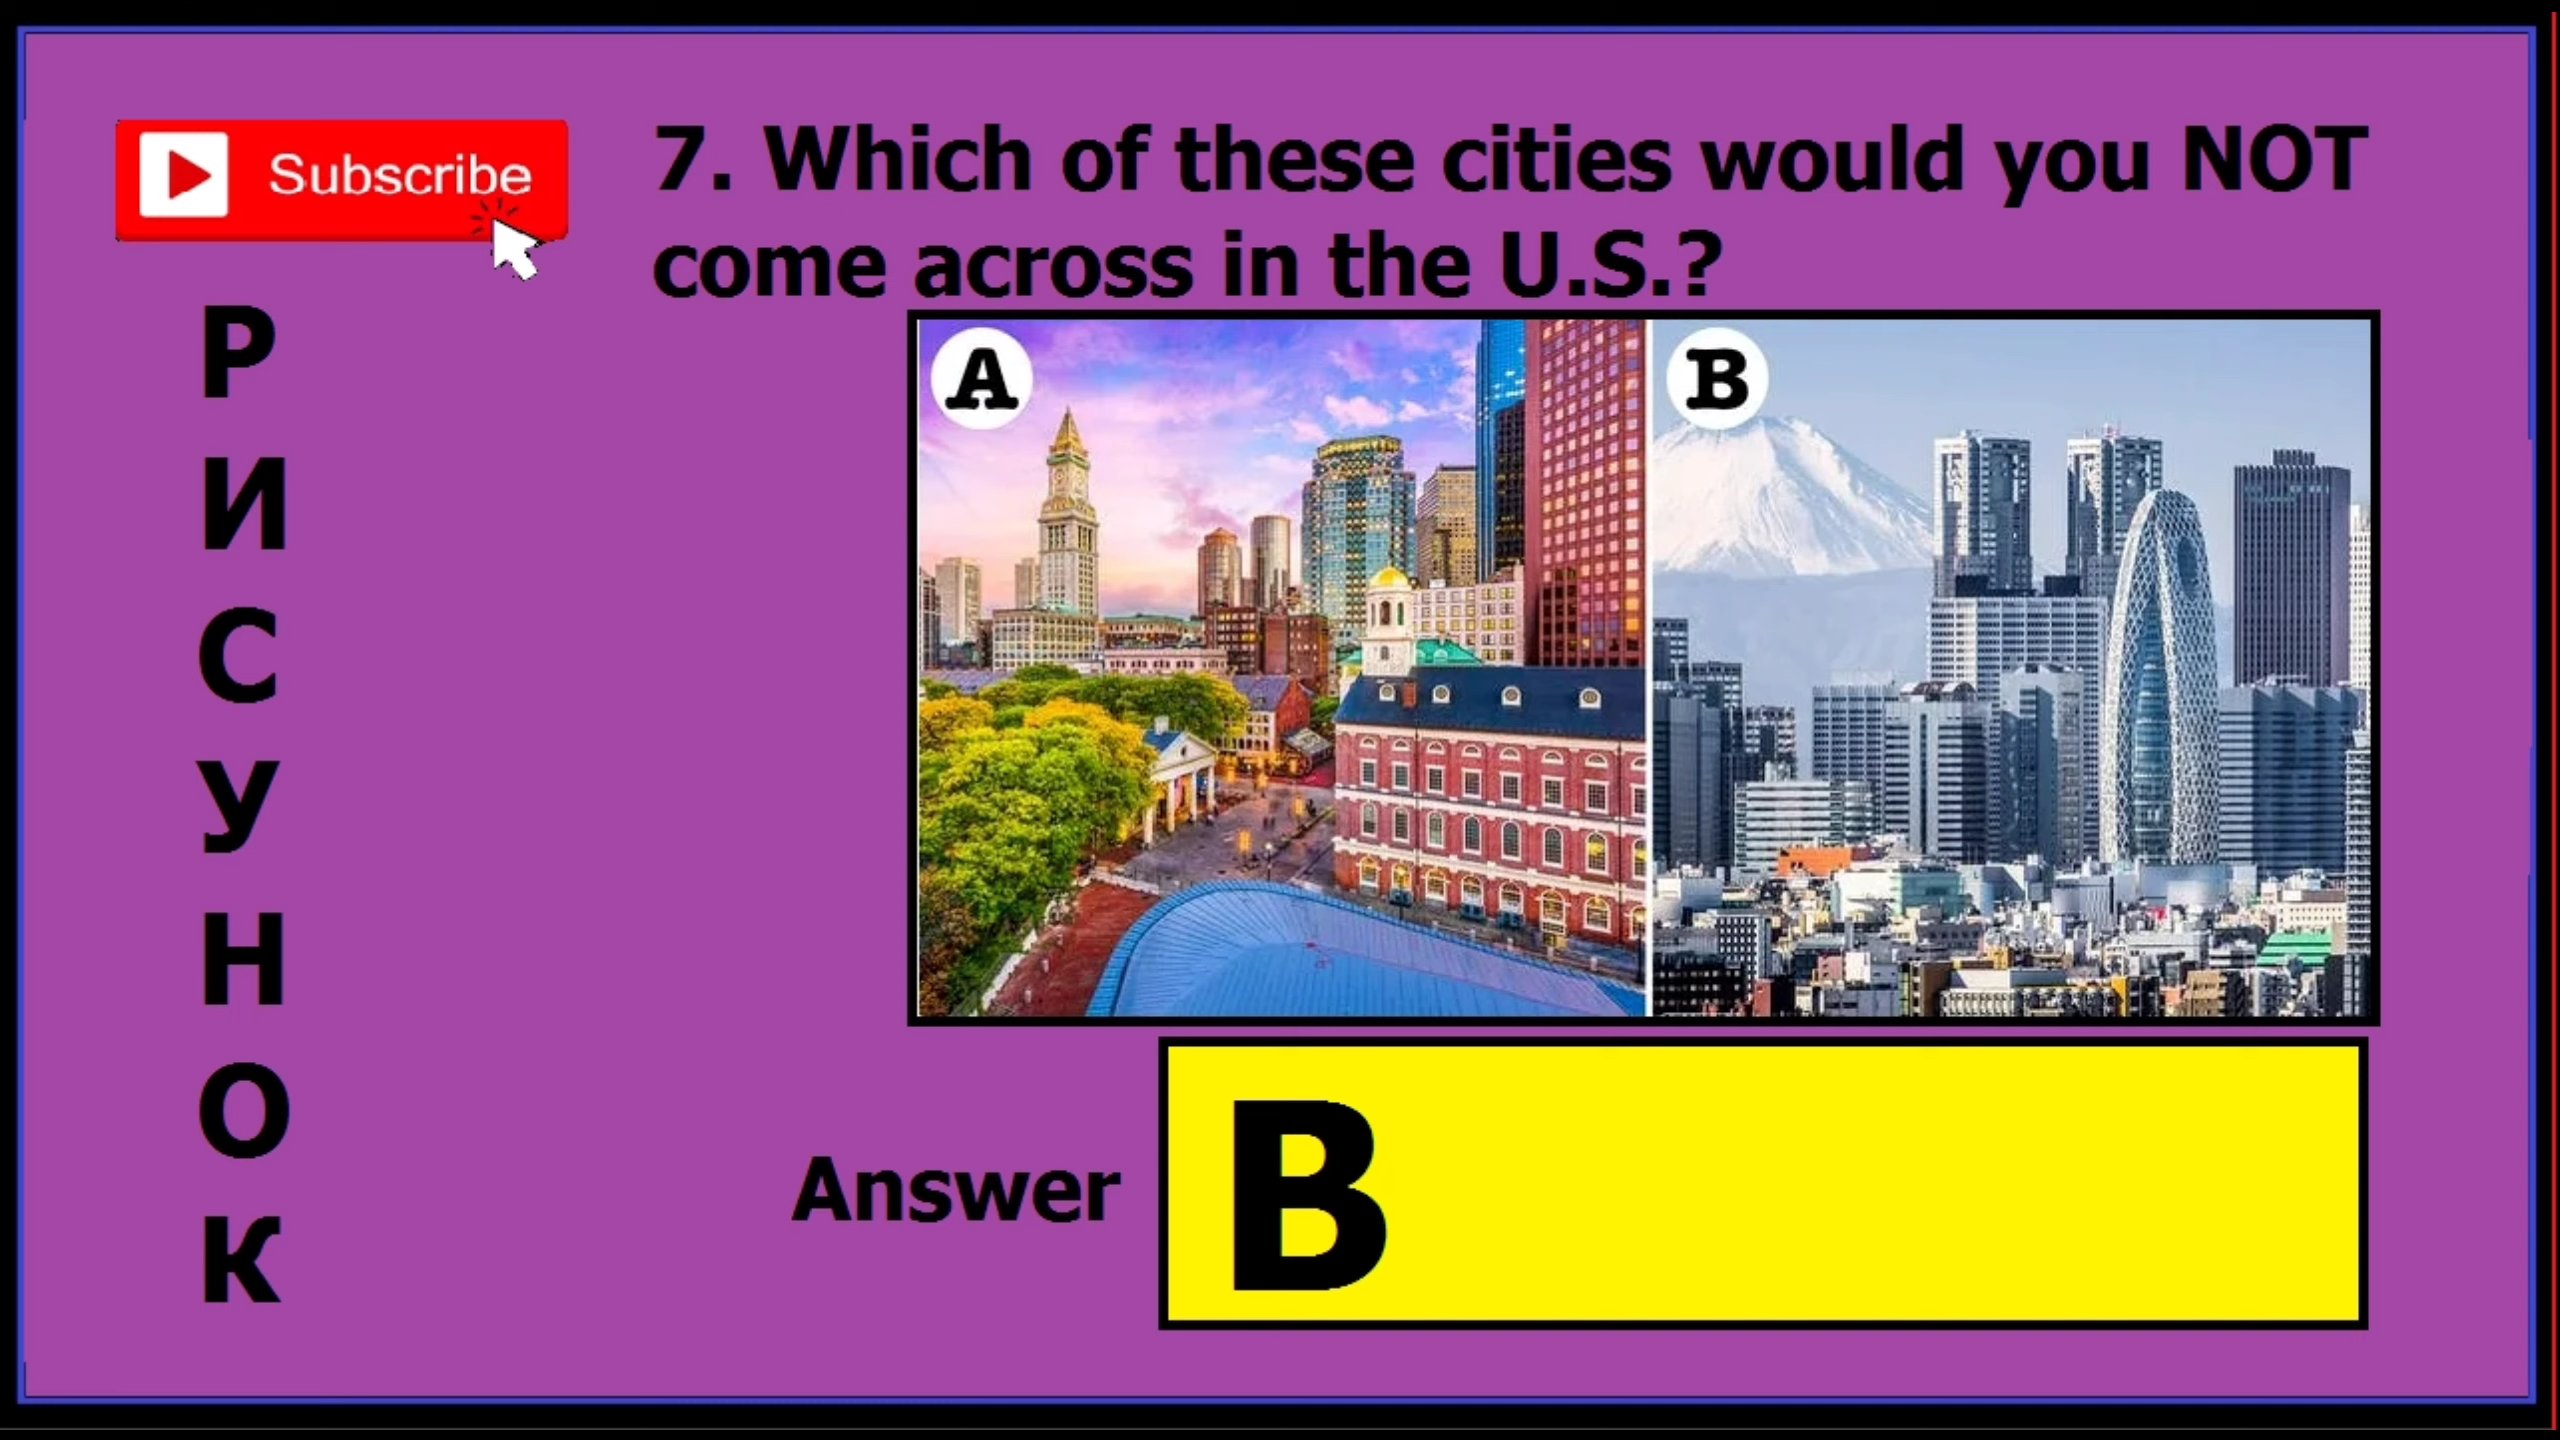 Subscribe
7. Which of these cities would you NOT
come across in the U.S.?
A
B
Р
И
С
У
Н
О
К
Answer
B